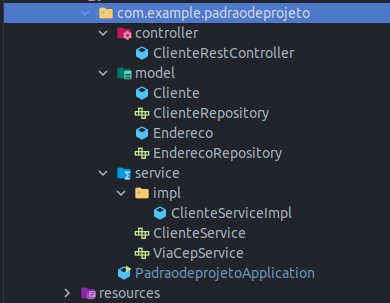 com.example.padraodeprojeto
controller
ClienteRestController
model
Cliente
ClienteRepository
Endereco
EnderecoRepository
service
impl
ClienteServiceImpl
ClienteService
ViaCepService
PadraodeprojetoApplication
resources